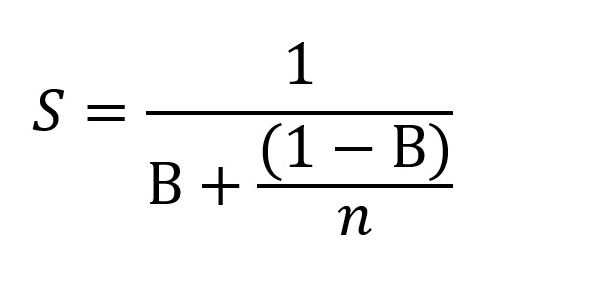 S = 1 / (B + (1 − B) / n)